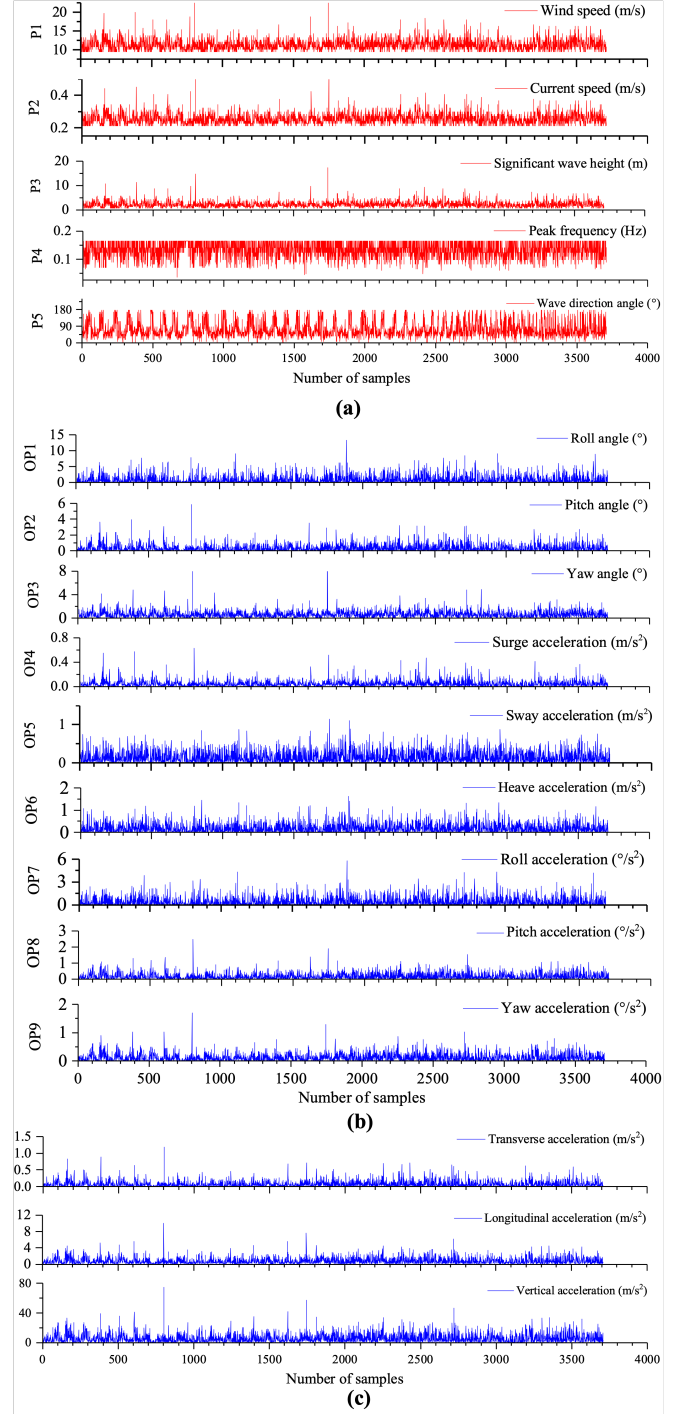 P1
20
15
10
Wind speed (m/s)
P2
0.4
0.2
Current speed (m/s)
P3
20
10
0
Significant wave height (m)
P4
0.2
0.1
Peak frequency (Hz)
P5
180
90
0
Wave direction angle (°)
0 500 1000 1500 2000 2500 3000 3500 4000
Number of samples
(a)
OP1
15
10
5
0
Roll angle (°)
OP2
6
4
2
0
Pitch angle (°)
OP3
8
4
0
Yaw angle (°)
OP4
0.8
0.4
0.0
Surge acceleration (m/s²)
OP5
1
0
Sway acceleration (m/s²)
OP6
2
1
0
Heave acceleration (m/s²)
OP7
6
3
0
Roll acceleration (°/s²)
OP8
3
2
1
0
Pitch acceleration (°/s²)
OP9
2
1
0
Yaw acceleration (°/s²)
0 500 1000 1500 2000 2500 3000 3500 4000
Number of samples
(b)
1.5
1.0
0.5
0.0
Transverse acceleration (m/s²)
12
8
4
0
Longitudinal acceleration (m/s²)
80
40
0
Vertical acceleration (m/s²)
0 500 1000 1500 2000 2500 3000 3500 4000
Number of samples
(c)